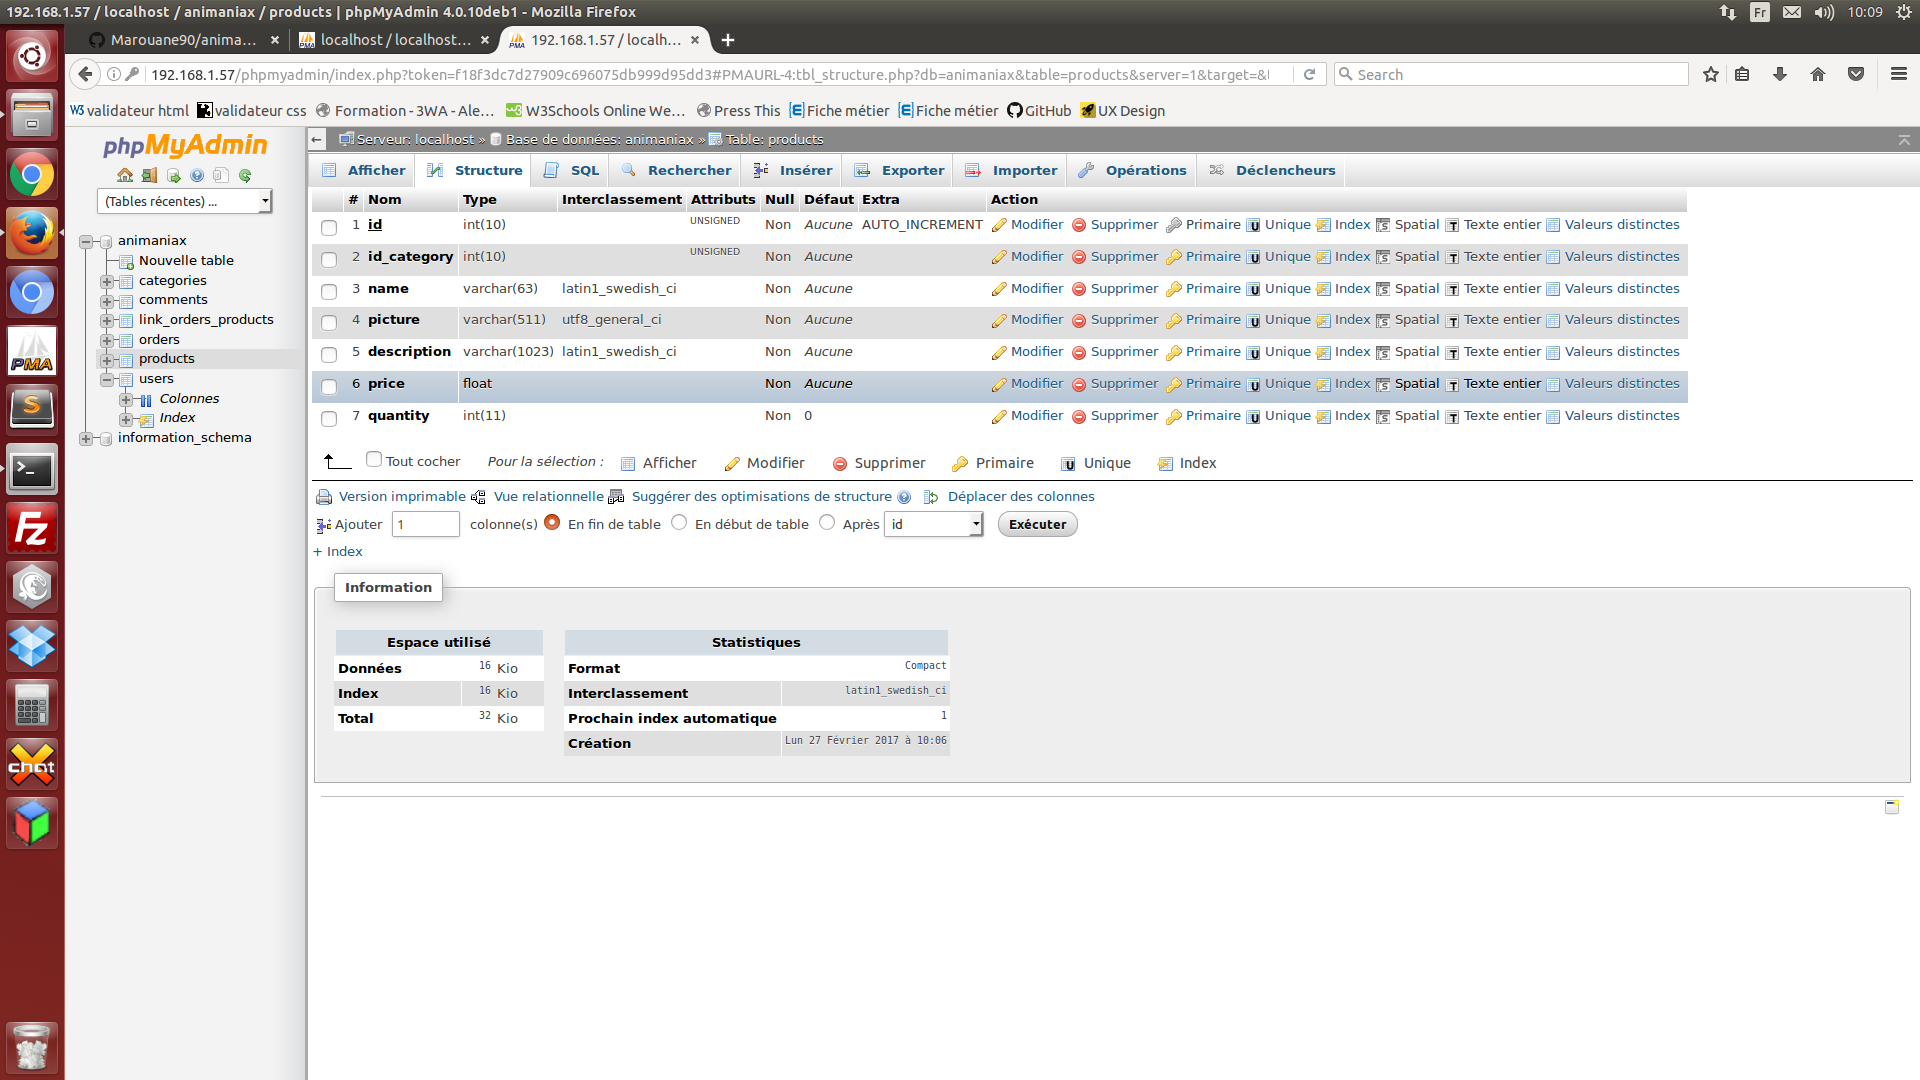 192.168.1.57 / localhost / animaniax / products | phpMyAdmin 4.0.10deb1 - Mozilla Firefox
Fr
10:09
Marouane90/anima...
localhost / localhost...
192.168.1.57 / localh...
192.168.1.57/phpmyadmin/index.php?token=f18f3dc7d27909c696075db999d95dd3#PMAURL-4:tbl_structure.php?db=animaniax&table=products&server=1&target=&t
Search
validateur html
validateur css
Formation - 3WA - Ale...
W3Schools Online We...
Press This
Fiche métier
Fiche métier
GitHub
UX Design
phpMyAdmin
(Tables récentes) ...
animaniax
Nouvelle table
categories
comments
link_orders_products
orders
products
users
Colonnes
Index
information_schema
Serveur: localhost » Base de données: animaniax » Table: products
Afficher Structure SQL Rechercher Insérer Exporter Importer Opérations Déclencheurs
# Nom Type Interclassement Attributs Null Défaut Extra Action
1 id int(10) UNSIGNED Non Aucune AUTO_INCREMENT Modifier Supprimer Primaire Unique Index Spatial Texte entier Valeurs distinctes
2 id_category int(10) UNSIGNED Non Aucune Modifier Supprimer Primaire Unique Index Spatial Texte entier Valeurs distinctes
3 name varchar(63) latin1_swedish_ci Non Aucune Modifier Supprimer Primaire Unique Index Spatial Texte entier Valeurs distinctes
4 picture varchar(511) utf8_general_ci Non Aucune Modifier Supprimer Primaire Unique Index Spatial Texte entier Valeurs distinctes
5 description varchar(1023) latin1_swedish_ci Non Aucune Modifier Supprimer Primaire Unique Index Spatial Texte entier Valeurs distinctes
6 price float Non Aucune Modifier Supprimer Primaire Unique Index Spatial Texte entier Valeurs distinctes
7 quantity int(11) Non 0 Modifier Supprimer Primaire Unique Index Spatial Texte entier Valeurs distinctes
Tout cocher Pour la sélection : Afficher Modifier Supprimer Primaire Unique Index
Version imprimable Vue relationnelle Suggérer des optimisations de structure Déplacer des colonnes
Ajouter 1 colonne(s) En fin de table En début de table Après id Exécuter
+ Index
Information
Espace utilisé
Données 16 Kio
Index 16 Kio
Total 32 Kio
Statistiques
Format Compact
Interclassement latin1_swedish_ci
Prochain index automatique 1
Création Lun 27 Février 2017 à 10:06
PMA
S
Fz
X
chat